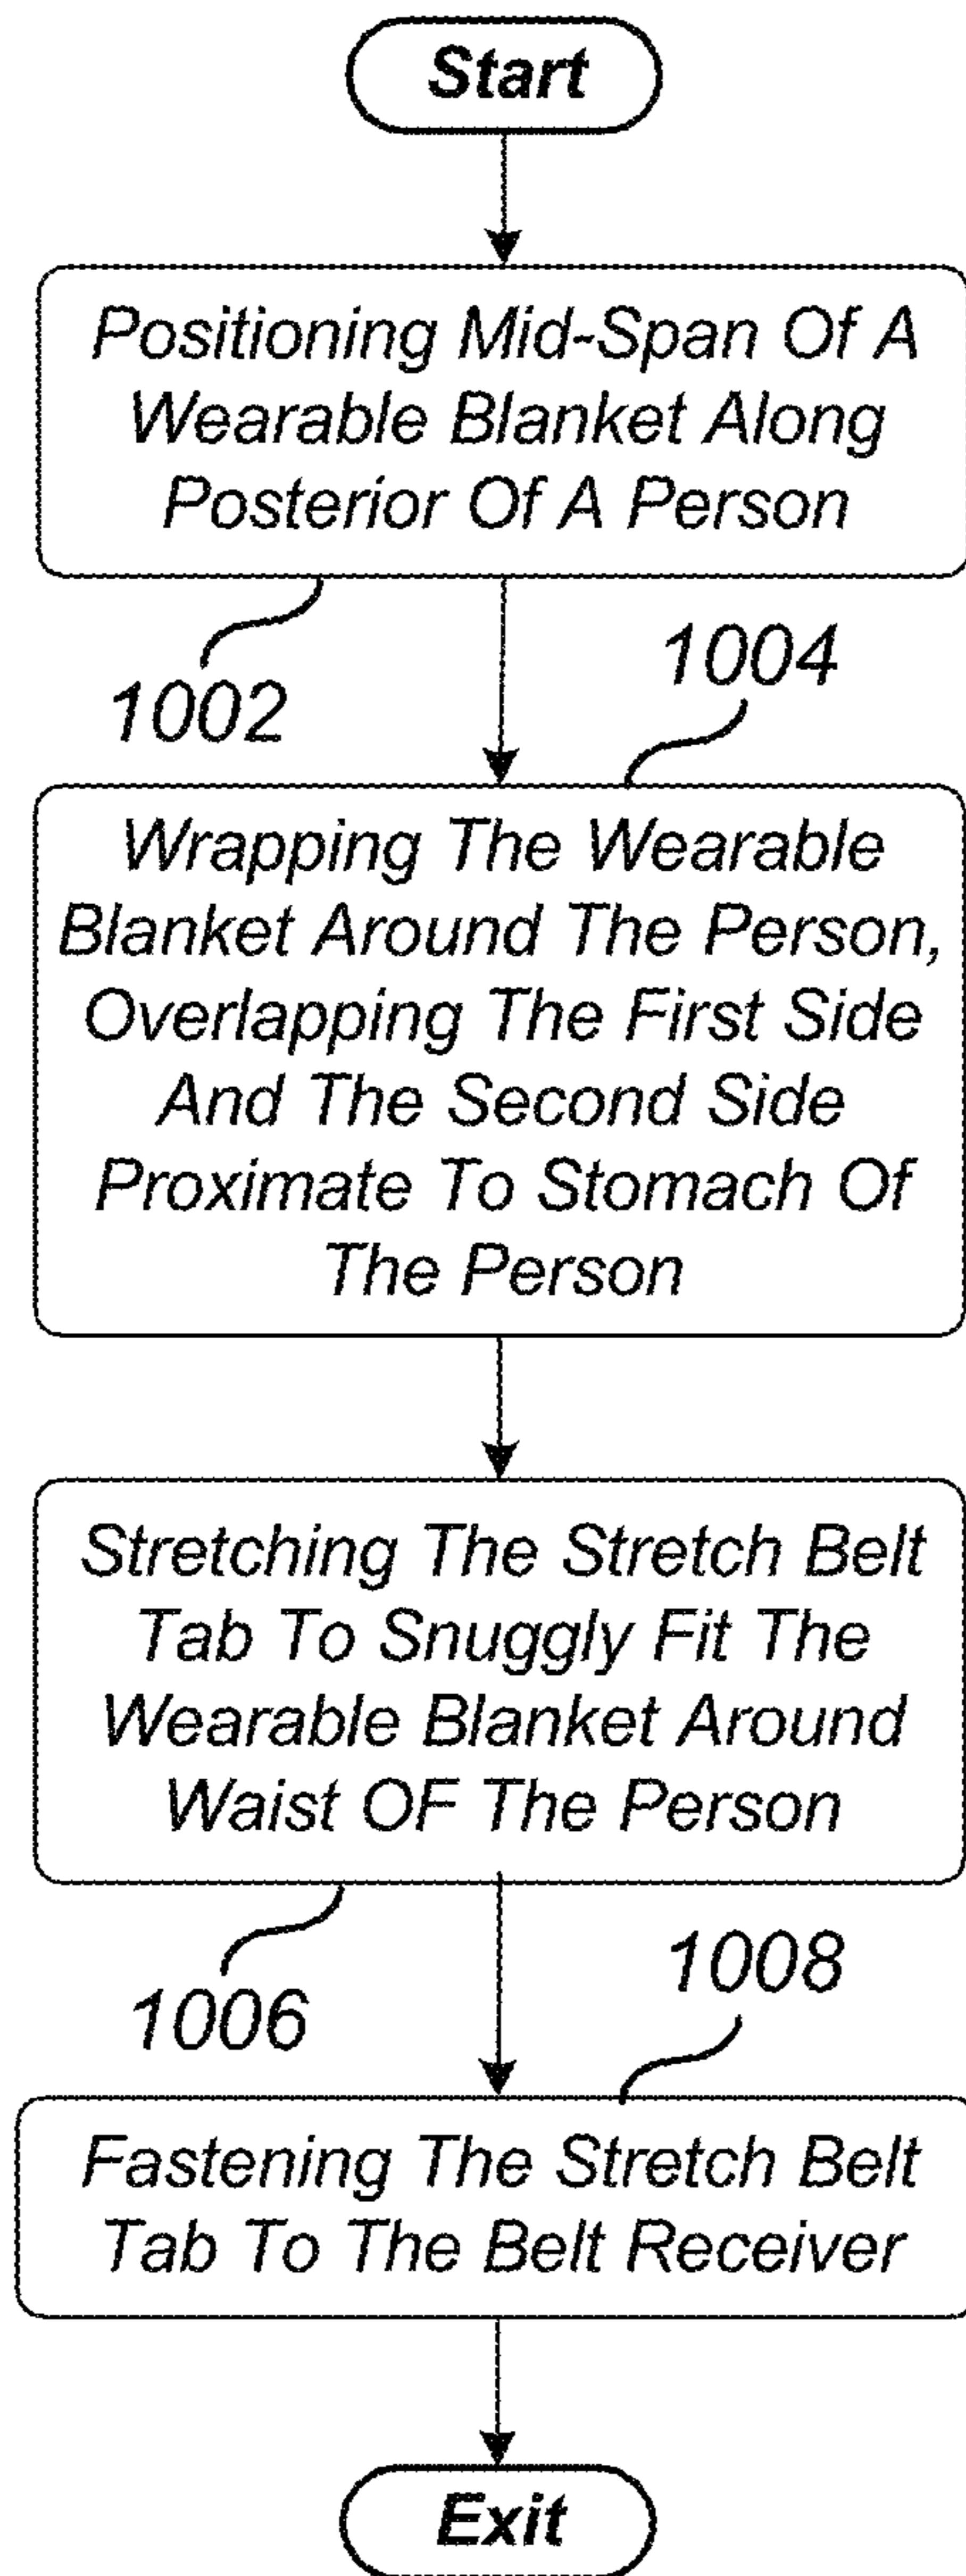 Start
Positioning Mid-Span Of A
Wearable Blanket Along
Posterior Of A Person
1002
1004
Wrapping The Wearable
Blanket Around The Person,
Overlapping The First Side
And The Second Side
Proximate To Stomach Of
The Person
Stretching The Stretch Belt
Tab To Snuggly Fit The
Wearable Blanket Around
Waist OF The Person
1006
1008
Fastening The Stretch Belt
Tab To The Belt Receiver
Exit